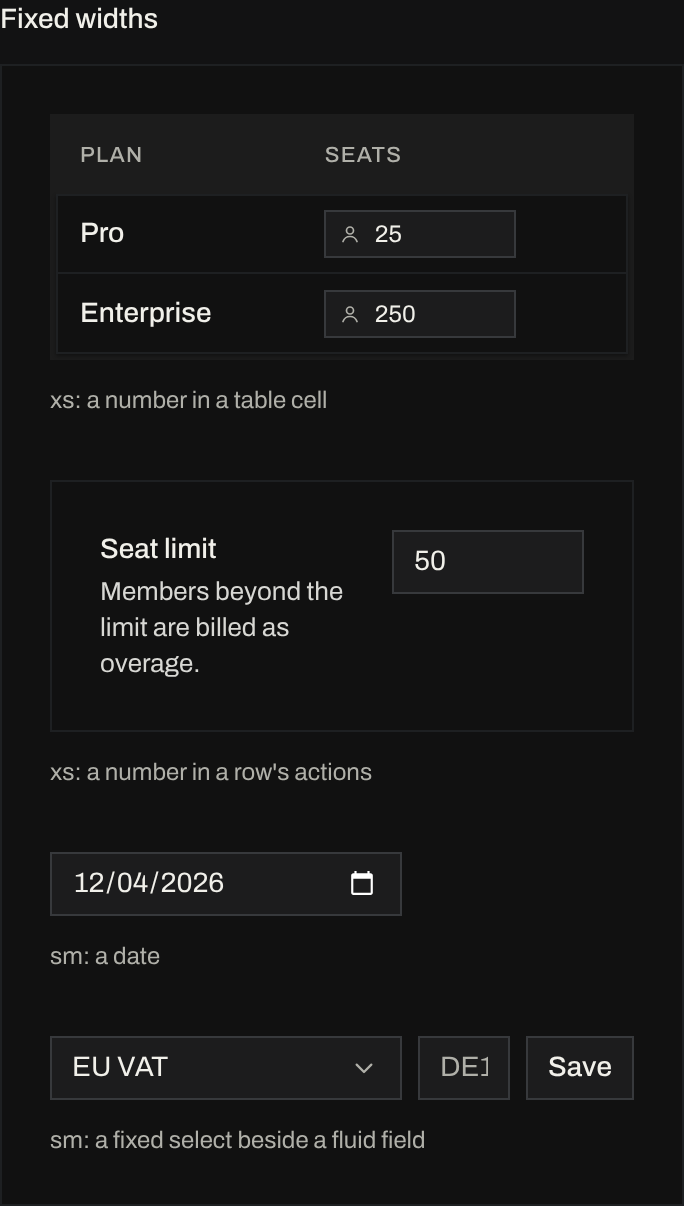 Fixed widths
PLAN SEATS
Pro 25
Enterprise 250
xs: a number in a table cell
Seat limit 50
Members beyond the
limit are billed as
overage.
xs: a number in a row's actions
12/04/2026
sm: a date
EU VAT DE1 Save
sm: a fixed select beside a fluid field